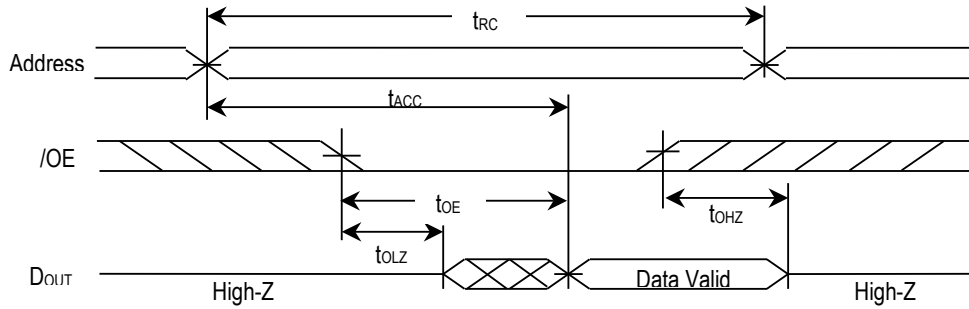 tRC
Address
tACC
/OE
tOE
tOHZ
tOLZ
DOUT
Data Valid
High-Z
High-Z